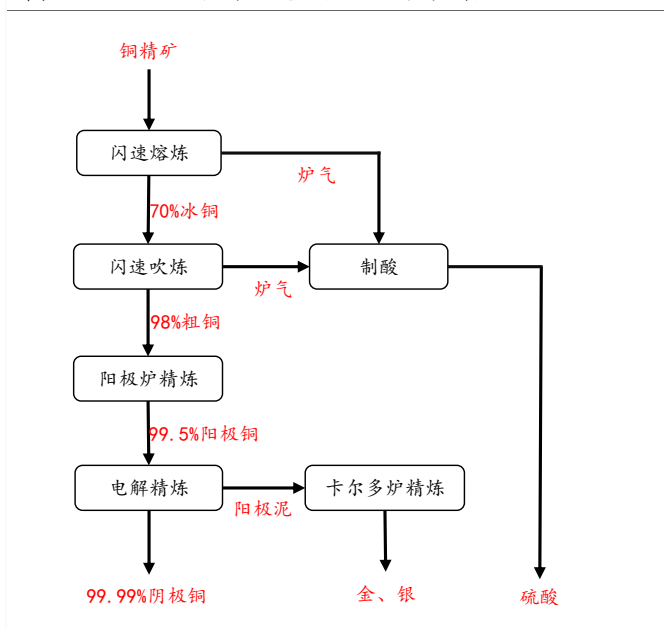 铜精矿
闪速熔炼
炉气
70%冰铜
闪速吹炼
制酸
炉气
98%粗铜
阳极炉精炼
99.5%阳极铜
电解精炼
卡尔多炉精炼
阳极泥
99.99%阴极铜
金、银
硫酸